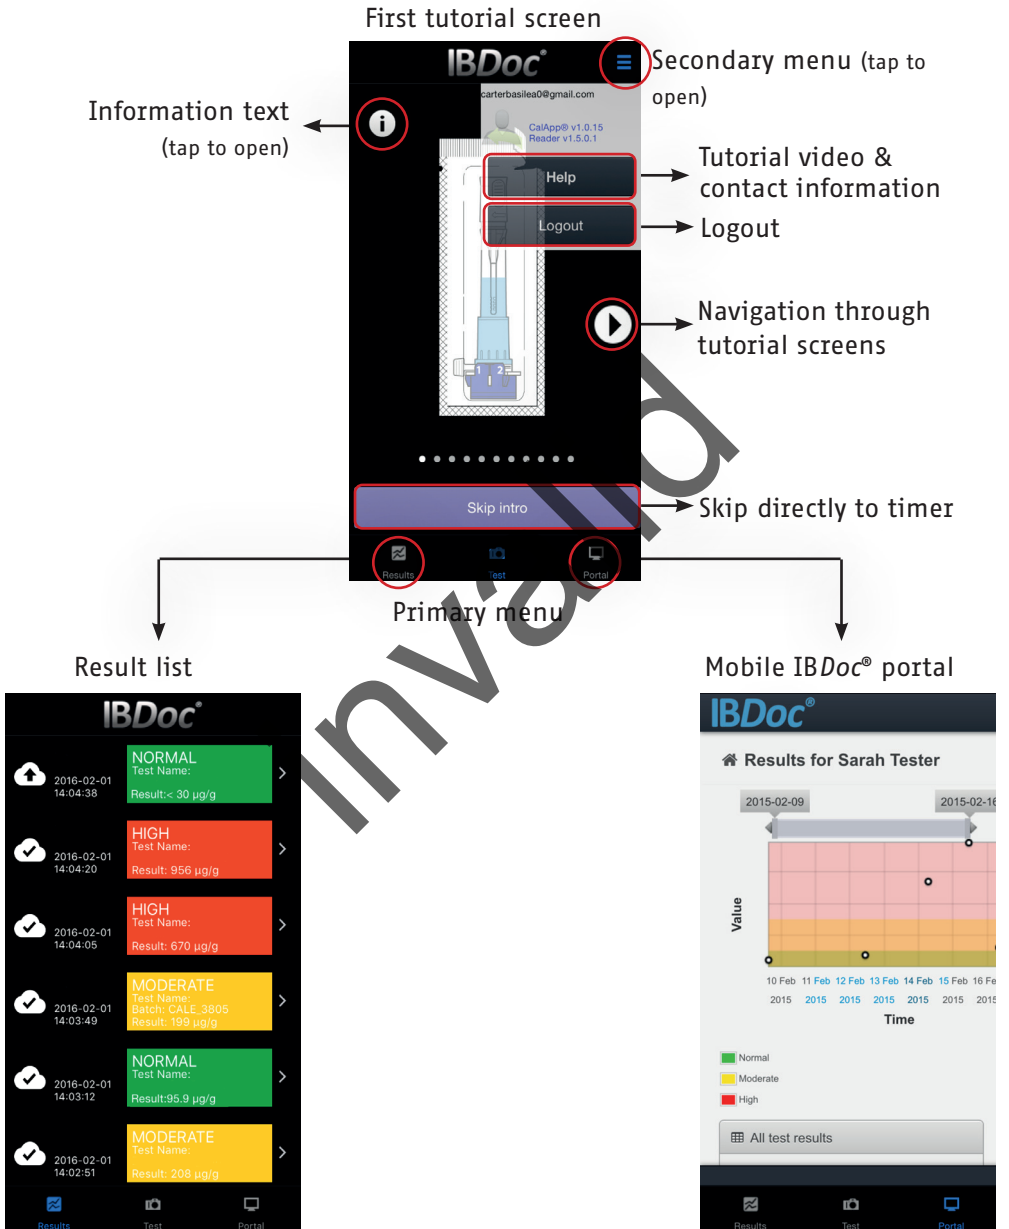 First tutorial screen
IBDoc®
Secondary menu (tap to
open)
carterbasilea0@gmail.com
Information text
(tap to open)
CalApp® v1.0.15
Reader v1.5.0.1
Help
Tutorial video &
contact information
Logout
Logout
Navigation through
tutorial screens
1 2
Skip intro
Skip directly to timer
Results
Test
Portal
Primary menu
Invalid
Result list
IBDoc®
2016-02-01
14:04:38
NORMAL
Test Name:
Result:< 30 µg/g
2016-02-01
14:04:20
HIGH
Test Name:
Result: 956 µg/g
2016-02-01
14:04:05
HIGH
Test Name:
Result: 670 µg/g
2016-02-01
14:03:49
MODERATE
Test Name:
Batch: CALE_3805
Result: 199 µg/g
2016-02-01
14:03:12
NORMAL
Test Name:
Result:95.9 µg/g
2016-02-01
14:02:51
MODERATE
Test Name:
Result: 208 µg/g
Results
Test
Portal
Mobile IBDoc® portal
IBDoc®
Results for Sarah Tester
2015-02-09
2015-02-16
Value
10 Feb 11 Feb 12 Feb 13 Feb 14 Feb 15 Feb 16 Fe
2015 2015 2015 2015 2015 2015 2015
Time
Normal
Moderate
High
All test results
Results
Test
Portal